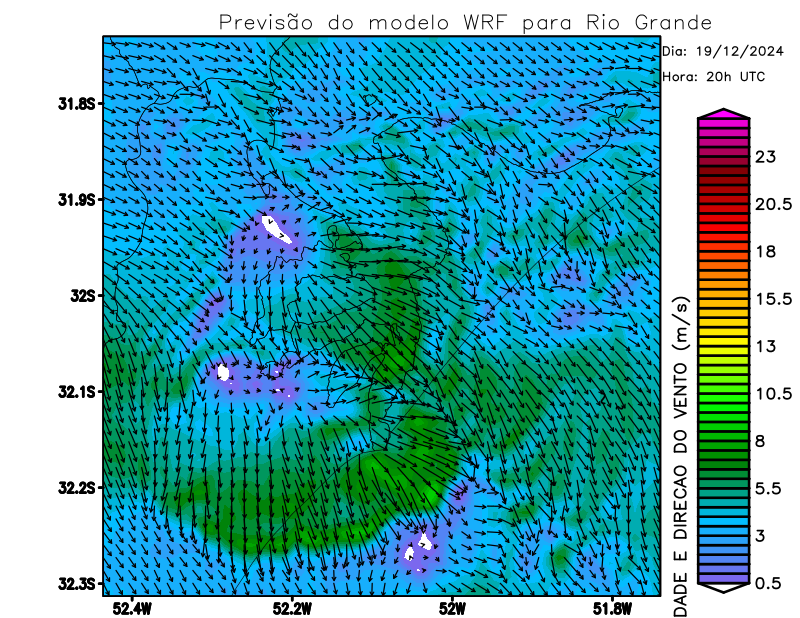 Previsão do modelo WRF para Rio Grande
Dia: 19/12/2024
Hora: 20h UTC
31.8S
31.9S
32S
32.1S
32.2S
32.3S
52.4W
52.2W
52W
51.8W
23
20.5
18
15.5
13
10.5
8
5.5
3
0.5
DADE E DIRECAO DO VENTO (m/s)